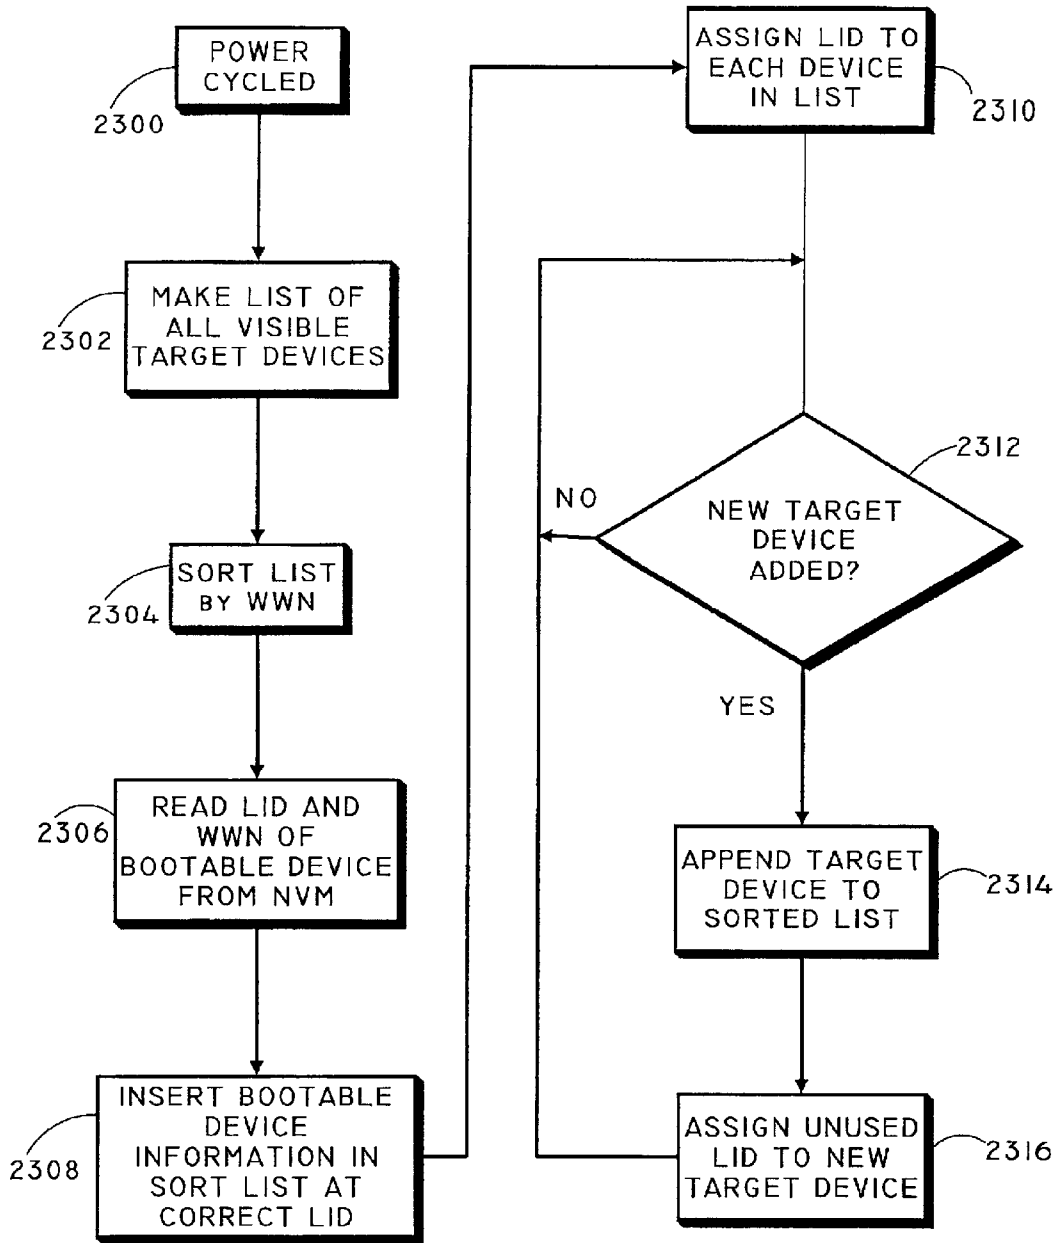 POWER
CYCLED
2300
MAKE LIST OF
ALL VISIBLE
TARGET DEVICES
2302
SORT LIST
BY WWN
2304
READ LID AND
WWN OF
BOOTABLE DEVICE
FROM NVM
2306
INSERT BOOTABLE
DEVICE
INFORMATION IN
SORT LIST AT
CORRECT LID
2308
ASSIGN LID TO
EACH DEVICE
IN LIST
2310
NEW TARGET
DEVICE
ADDED?
2312
NO
YES
APPEND TARGET
DEVICE TO
SORTED LIST
2314
ASSIGN UNUSED
LID TO NEW
TARGET DEVICE
2316